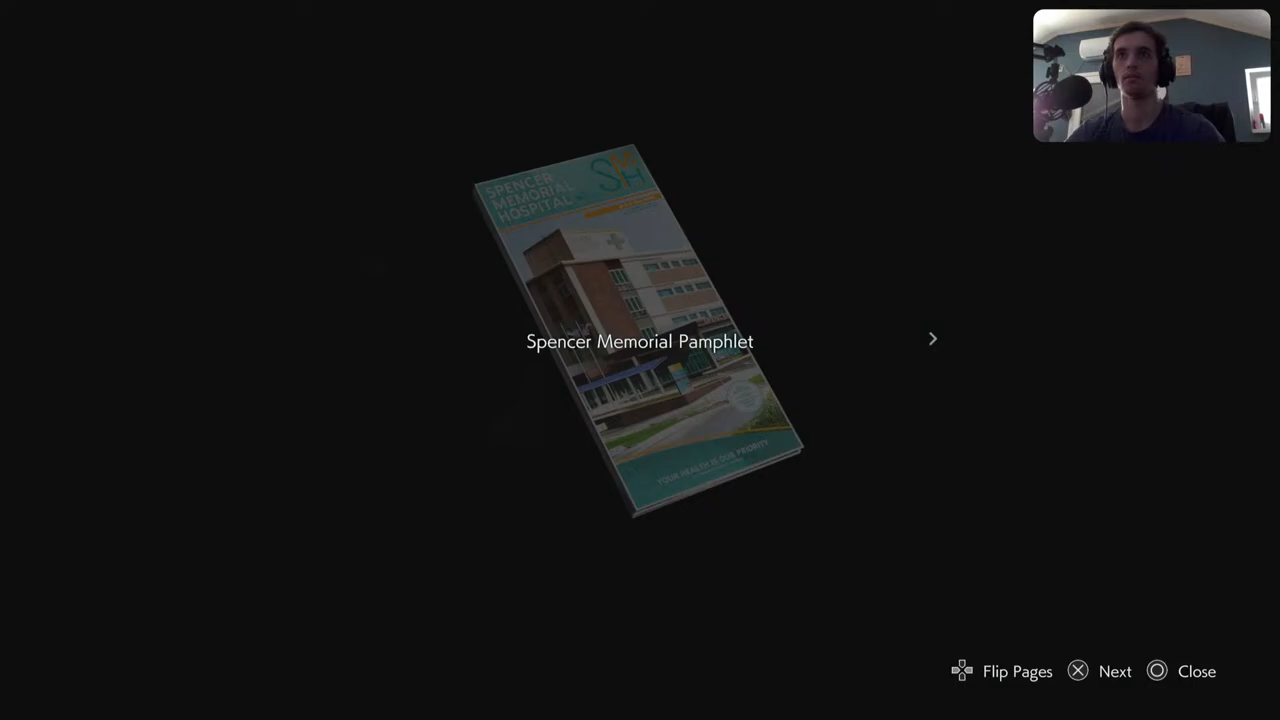 SPENCER
MEMORIAL
HOSPITAL
SMH
Spencer Memorial Pamphlet
YOUR HEALTH IS OUR PRIORITY
Flip Pages
Next
Close